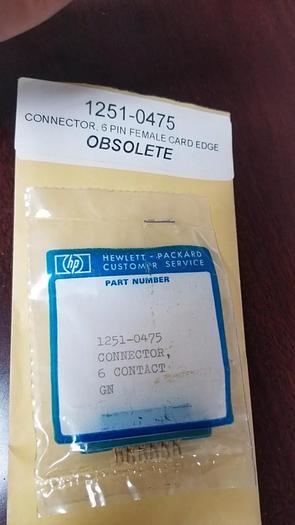 1251-0475
CONNECTOR, 6 PIN FEMALE CARD EDGE
OBSOLETE
hp
HEWLETT-PACKARD
CUSTOMER SERVICE
PART NUMBER
1251-0475
CONNECTOR,
6 CONTACT
GN